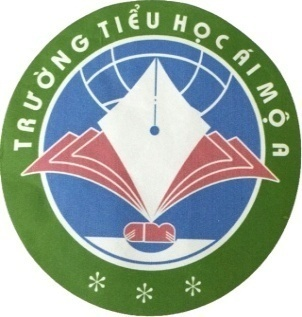 TRƯỜNG TIỂU HỌC ÁI MỘ A